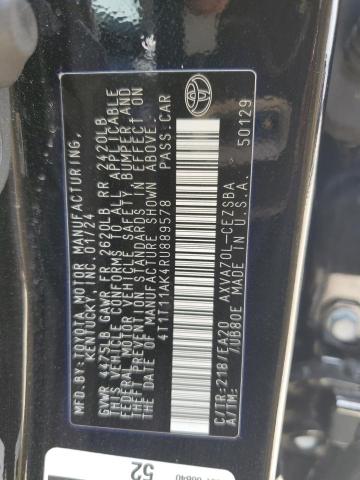 MFD.BY:TOYOTA MOTOR MANUFACTURING,
KENTUCKY, INC. 01/24
GVWR 4475LB GAWR FR 2620LB RR 2420LB
THIS VEHICLE CONFORMS TO ALL APPLICABLE
FEDERAL MOTOR VEHICLE SAFETY, BUMPER, AND
THEFT PREVENTION STANDARDS IN EFFECT ON
THE DATE OF MANUFACTURE SHOWN ABOVE.
4T1T11AK4RU889578 PASS.CAR
C/TR:218/EA20 AXVA70L-CEZSBA
A/TM: /UB80E MADE IN U.S.A.
50129
52